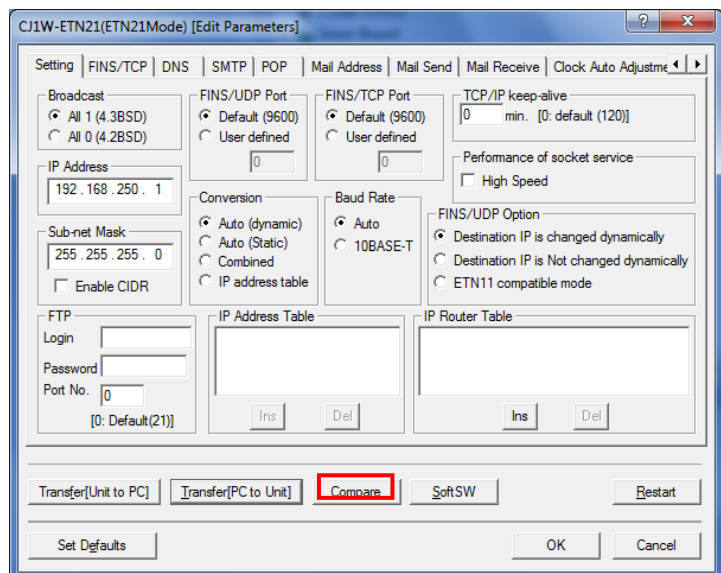 CJ1W-ETN21(ETN21Mode) [Edit Parameters]
Setting FINS/TCP DNS SMTP POP Mail Address Mail Send Mail Receive Clock Auto Adjustme
Broadcast
All 1 (4.3BSD)
All 0 (4.2BSD)
FINS/UDP Port
Default (9600)
User defined
0
FINS/TCP Port
Default (9600)
User defined
0
TCP/IP keep-alive
0 min. [0: default (120)]
IP Address
192 . 168 . 250 . 1
Performance of socket service
High Speed
Conversion
Auto (dynamic)
Auto (Static)
Combined
IP address table
Baud Rate
Auto
10BASE-T
Sub-net Mask
255 . 255 . 255 . 0
Enable CIDR
FINS/UDP Option
Destination IP is changed dynamically
Destination IP is Not changed dynamically
ETN11 compatible mode
FTP
Login
Password
Port No. 0
[0: Default(21)]
IP Address Table
Ins Del
IP Router Table
Ins Del
Transfer[Unit to PC] Transfer[PC to Unit] Compare SoftSW Restart
Set Defaults OK Cancel